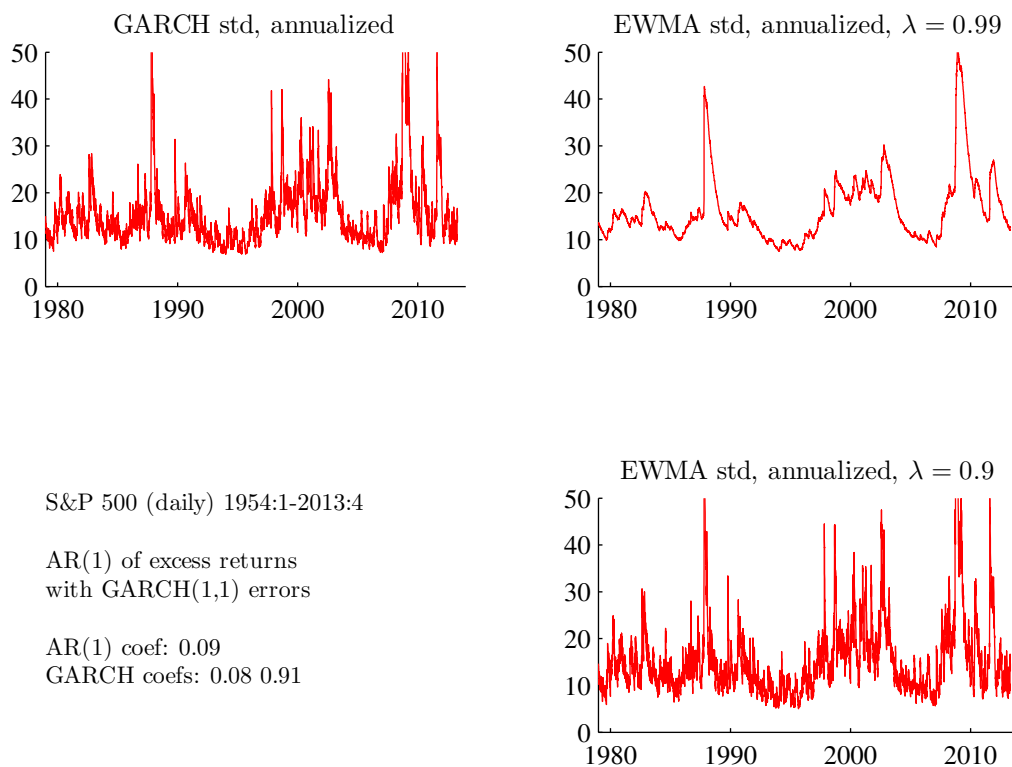 GARCH std, annualized
50
40
30
20
10
0
1980 1990 2000 2010
EWMA std, annualized, λ = 0.99
50
40
30
20
10
0
1980 1990 2000 2010
S&P 500 (daily) 1954:1-2013:4
AR(1) of excess returns
with GARCH(1,1) errors
AR(1) coef: 0.09
GARCH coefs: 0.08 0.91
EWMA std, annualized, λ = 0.9
50
40
30
20
10
0
1980 1990 2000 2010